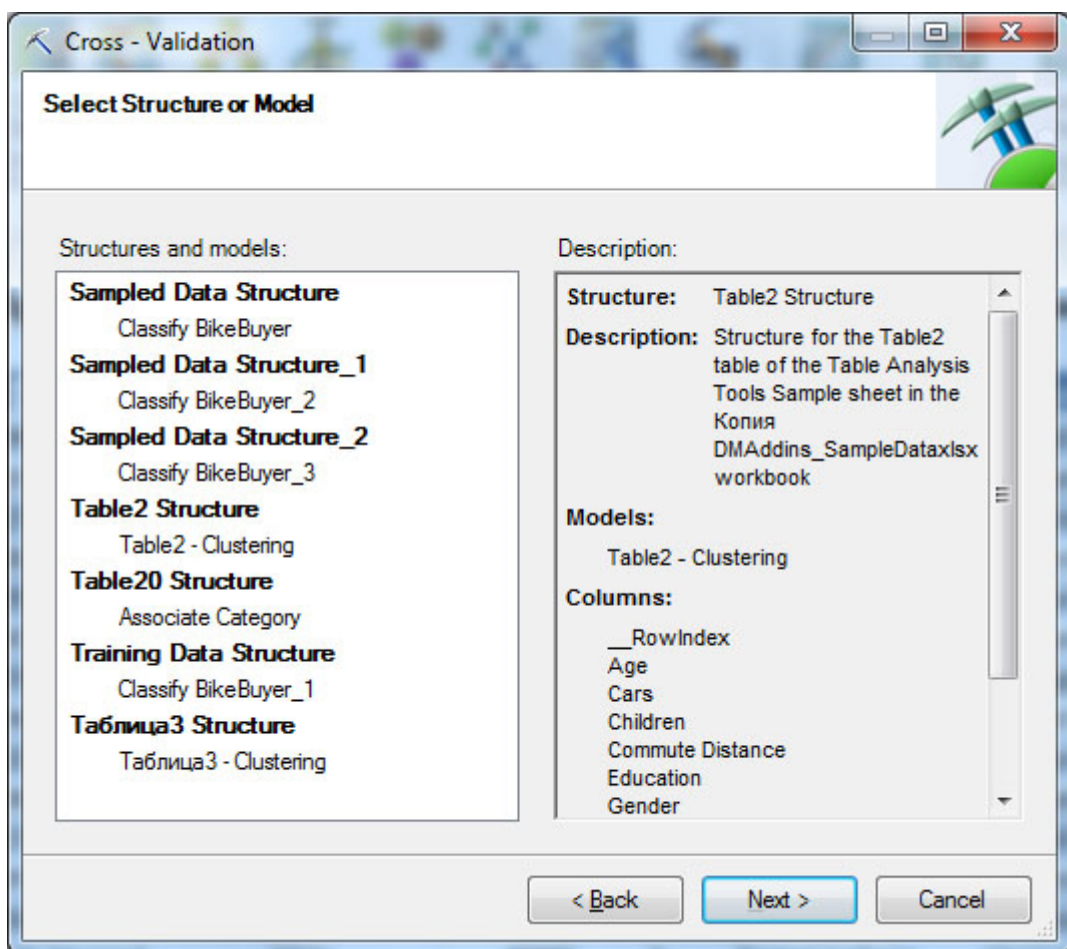 Cross - Validation
Select Structure or Model
Structures and models:
Sampled Data Structure
Classify BikeBuyer
Sampled Data Structure_1
Classify BikeBuyer_2
Sampled Data Structure_2
Classify BikeBuyer_3
Table2 Structure
Table2 - Clustering
Table20 Structure
Associate Category
Training Data Structure
Classify BikeBuyer_1
Таблица3 Structure
Таблица3 - Clustering
Description:
Structure: Table2 Structure
Description: Structure for the Table2
table of the Table Analysis
Tools Sample sheet in the
Копия
DMAddins_SampleDataxlsx
workbook
Models:
Table2 - Clustering
Columns:
__RowIndex
Age
Cars
Children
Commute Distance
Education
Gender
< Back
Next >
Cancel